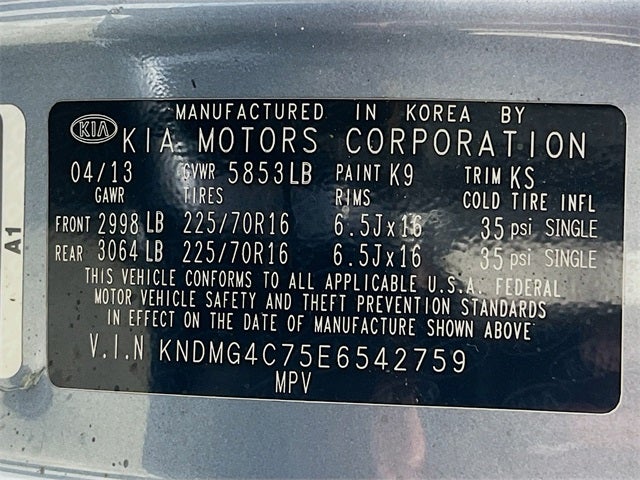 MANUFACTURED IN KOREA BY
KIA KIA MOTORS CORPORATION
04/13 GVWR 5853LB PAINT K9 TRIM KS
GAWR TIRES RIMS COLD TIRE INFL
FRONT 2998 LB 225/70R16 6.5Jx16 35 psi SINGLE
REAR 3064 LB 225/70R16 6.5Jx16 35 psi SINGLE
THIS VEHICLE CONFORMS TO ALL APPLICABLE U.S.A. FEDERAL
MOTOR VEHICLE SAFETY AND THEFT PREVENTION STANDARDS
IN EFFECT ON THE DATE OF MANUFACTURE SHOWN ABOVE
V.I.N KNDMG4C75E6542759
MPV
A1